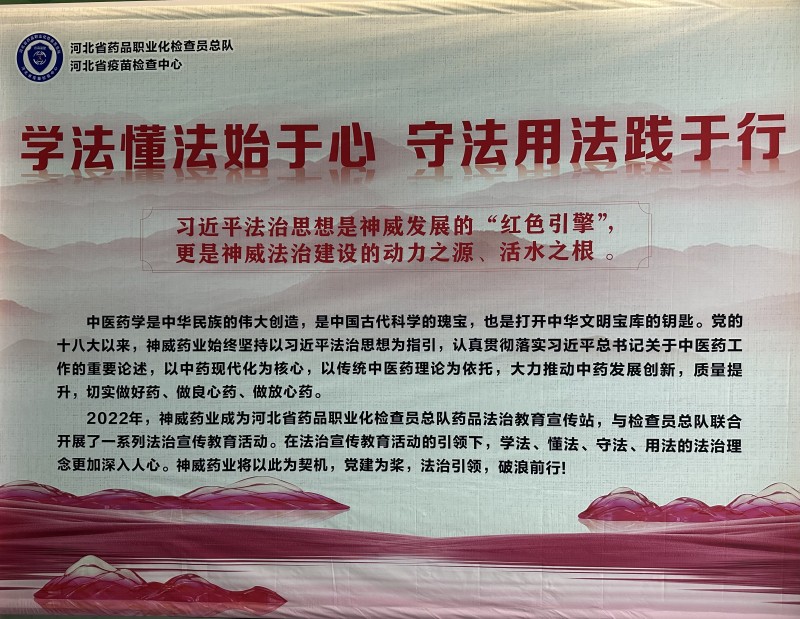 河北省药品职业化检查员总队
河北省疫苗检查中心
学法懂法始于心 守法用法践于行
习近平法治思想是神威发展的“红色引擎”，
更是神威法治建设的动力之源、活水之根 。
中医药学是中华民族的伟大创造，是中国古代科学的瑰宝，也是打开中华文明宝库的钥匙。党的
十八大以来，神威药业始终坚持以习近平法治思想为指引，认真贯彻落实习近平总书记关于中医药工
作的重要论述，以中药现代化为核心，以传统中医药理论为依托，大力推动中药发展创新，质量提
升，切实做好药、做良心药、做放心药。
2022年，神威药业成为河北省药品职业化检查员总队药品法治教育宣传站，与检查员总队联合
开展了一系列法治宣传教育活动。在法治宣传教育活动的引领下，学法、懂法、守法、用法的法治理
念更加深入人心。神威药业将以此为契机，党建为桨，法治引领，破浪前行！